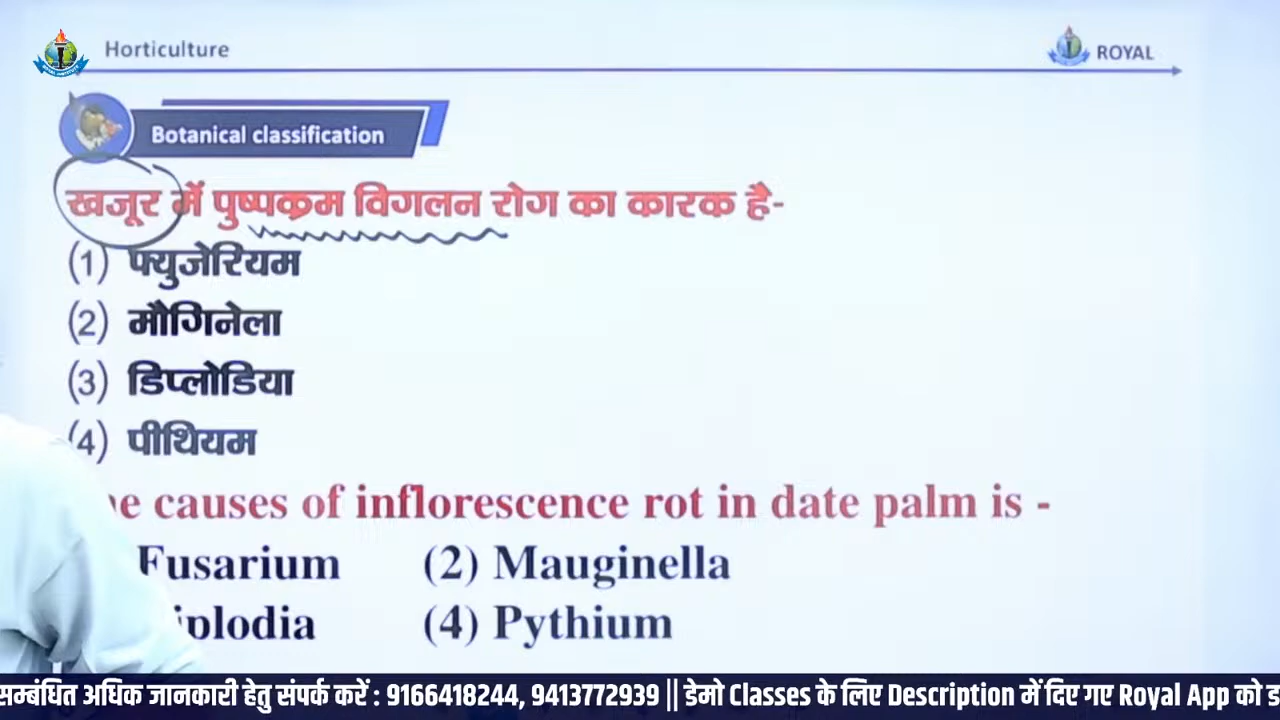 Horticulture
ROYAL
Botanical classification
खजूर में पुष्पक्रम विगलन रोग का कारक है-
(1) फ्युजेरियम
(2) मौगिनेला
(3) डिप्लोडिया
(4) पीथियम
causes of inflorescence rot in date palm is -
Fusarium (2) Mauginella
(4) Pythium
सम्बंधित अधिक जानकारी हेतु संपर्क करें : 9166418244, 9413772939 || डेमो Classes के लिए Description में दिए गए Royal App को